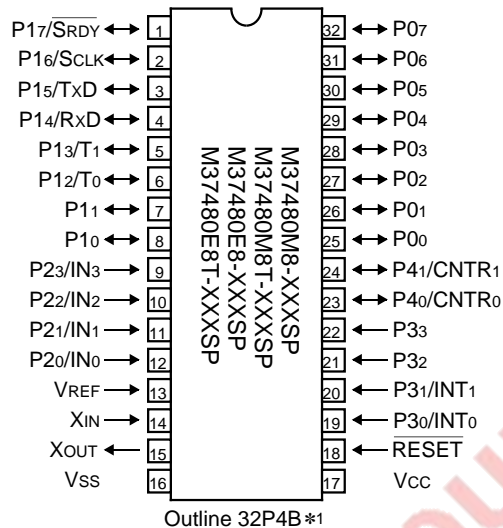 P17/SRDY 1 32 P07
P16/SCLK 2 31 P06
P15/TXD 3 30 P05
P14/RXD 4 29 P04
P13/T1 5 28 P03
P12/T0 6 27 P02
P11 7 26 P01
P10 8 25 P00
P23/IN3 9 24 P41/CNTR1
P22/IN2 10 23 P40/CNTR0
P21/IN1 11 22 P33
P20/IN0 12 21 P32
VREF 13 20 P31/INT1
XIN 14 19 P30/INT0
XOUT 15 18 RESET
VSS 16 17 VCC
M37480M8-XXXSP
M37480M8T-XXXSP
M37480E8-XXXSP
M37480E8T-XXXSP
Outline 32P4B *1